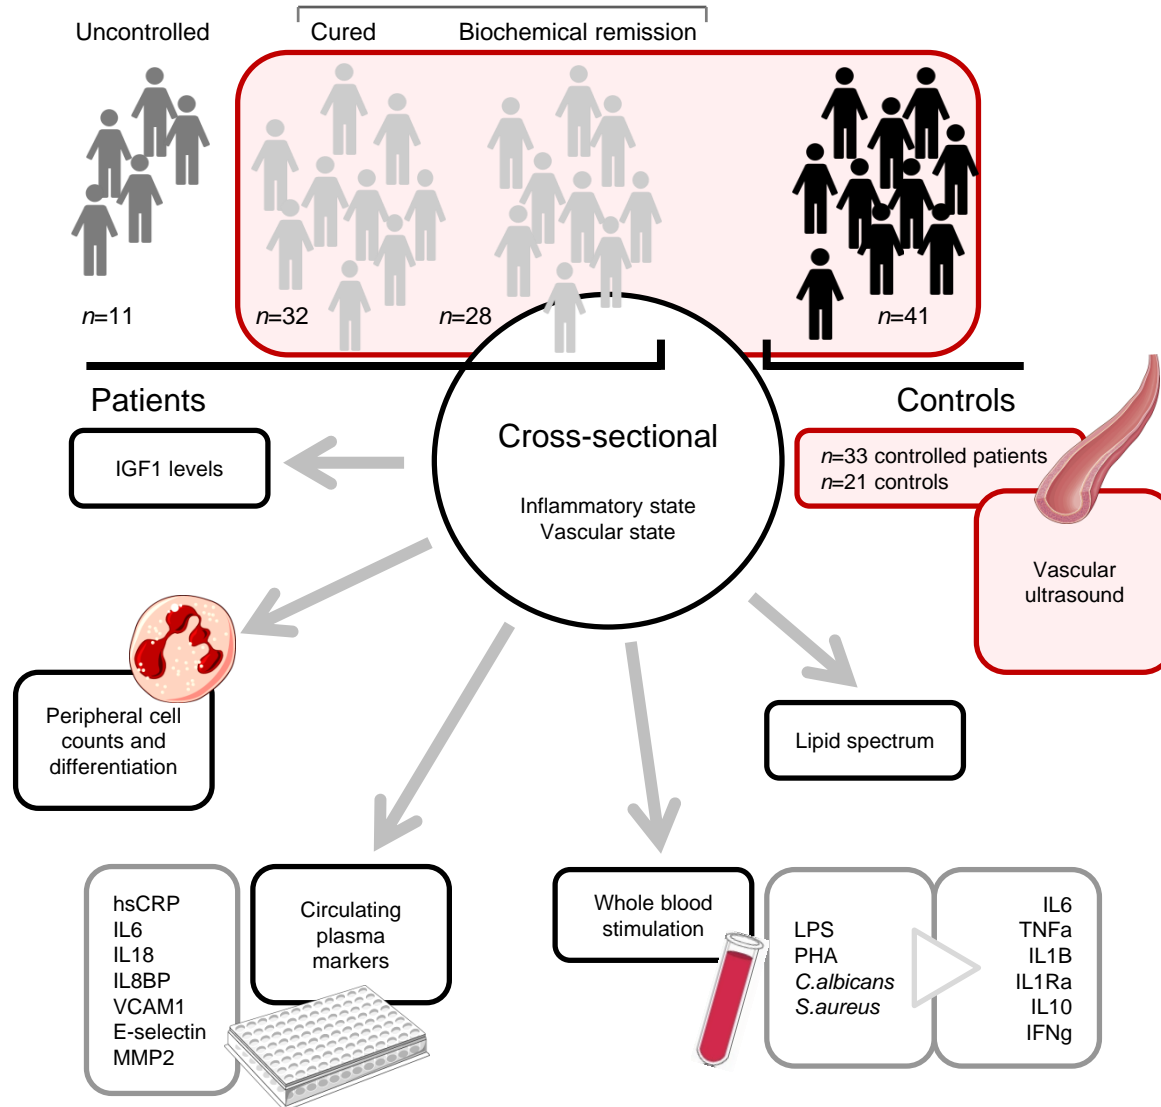 Uncontrolled
Cured
Biochemical remission
n=11
n=32
n=28
n=41
Patients
Controls
Cross-sectional
Inflammatory state
Vascular state
IGF1 levels
n=33 controlled patients
n=21 controls
Vascular
ultrasound
Peripheral cell
counts and
differentiation
Lipid spectrum
hsCRP
IL6
IL18
IL8BP
VCAM1
E-selectin
MMP2
Circulating
plasma
markers
Whole blood
stimulation
LPS
PHA
C.albicans
S.aureus
IL6
TNFa
IL1B
IL1Ra
IL10
IFNg